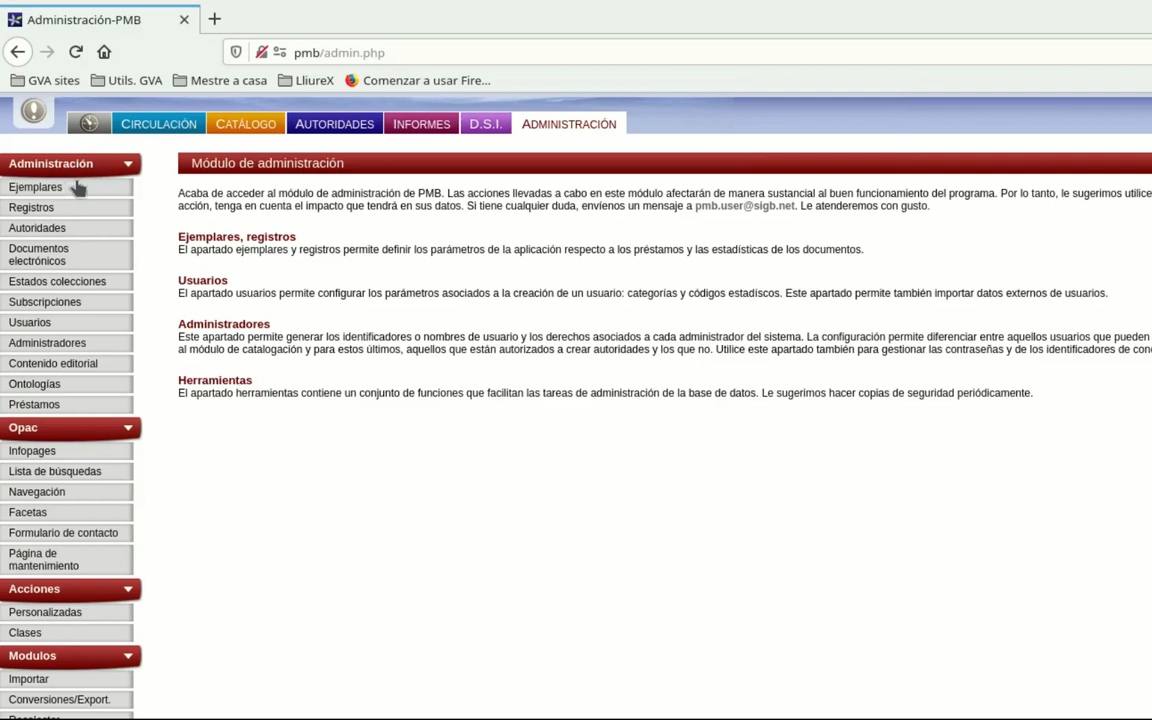 Administración-PMB
pmb/admin.php
GVA sites Utils. GVA Mestre a casa LliureX Comenzar a usar Fire...
CIRCULACIÓN CATÁLOGO AUTORIDADES INFORMES D.S.I. ADMINISTRACIÓN
Administración
Ejemplares
Registros
Autoridades
Documentos
electrónicos
Estados colecciones
Subscripciones
Usuarios
Administradores
Contenido editorial
Ontologías
Préstamos
Opac
Infopages
Lista de búsquedas
Navegación
Facetas
Formulario de contacto
Página de
mantenimiento
Acciones
Personalizadas
Clases
Modulos
Importar
Conversiones/Export.
Módulo de administración
Acaba de acceder al módulo de administración de PMB. Las acciones llevadas a cabo en este módulo afectarán de manera sustancial al buen funcionamiento del programa. Por lo tanto, le sugerimos utilice
acción, tenga en cuenta el impacto que tendrá en sus datos. Si tiene cualquier duda, envíenos un mensaje a pmb.user@sigb.net. Le atenderemos con gusto.
Ejemplares, registros
El apartado ejemplares y registros permite definir los parámetros de la aplicación respecto a los préstamos y las estadísticas de los documentos.
Usuarios
El apartado usuarios permite configurar los parámetros asociados a la creación de un usuario: categorías y códigos estadíscos. Este apartado permite también importar datos externos de usuarios.
Administradores
Este apartado permite generar los identificadores o nombres de usuario y los derechos asociados a cada administrador del sistema. La configuración permite diferenciar entre aquellos usuarios que pueden
al módulo de catalogación y para estos últimos, aquellos que están autorizados a crear autoridades y los que no. Utilice este apartado también para gestionar las contraseñas y de los identificadores de con
Herramientas
El apartado herramientas contiene un conjunto de funciones que facilitan las tareas de administración de la base de datos. Le sugerimos hacer copias de seguridad periódicamente.